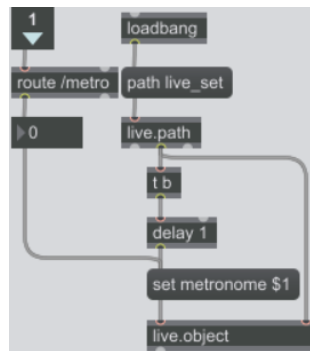 1
loadbang
route /metro
path live_set
0
live.path
t b
delay 1
set metronome $1
live.object